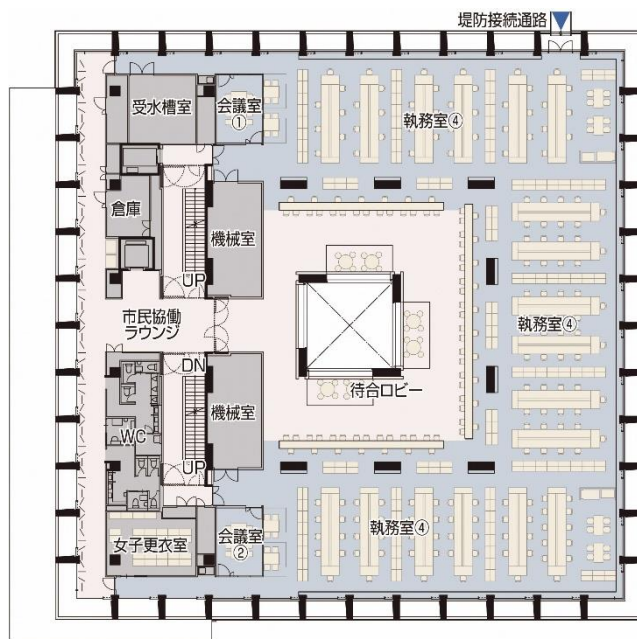 堤防接続通路
受水槽室
会議室
①
執務室④
倉庫
機械室
UP
市民協働
ラウンジ
執務室④
DN
機械室
待合ロビー
WC
UP
女子更衣室
会議室
②
執務室④